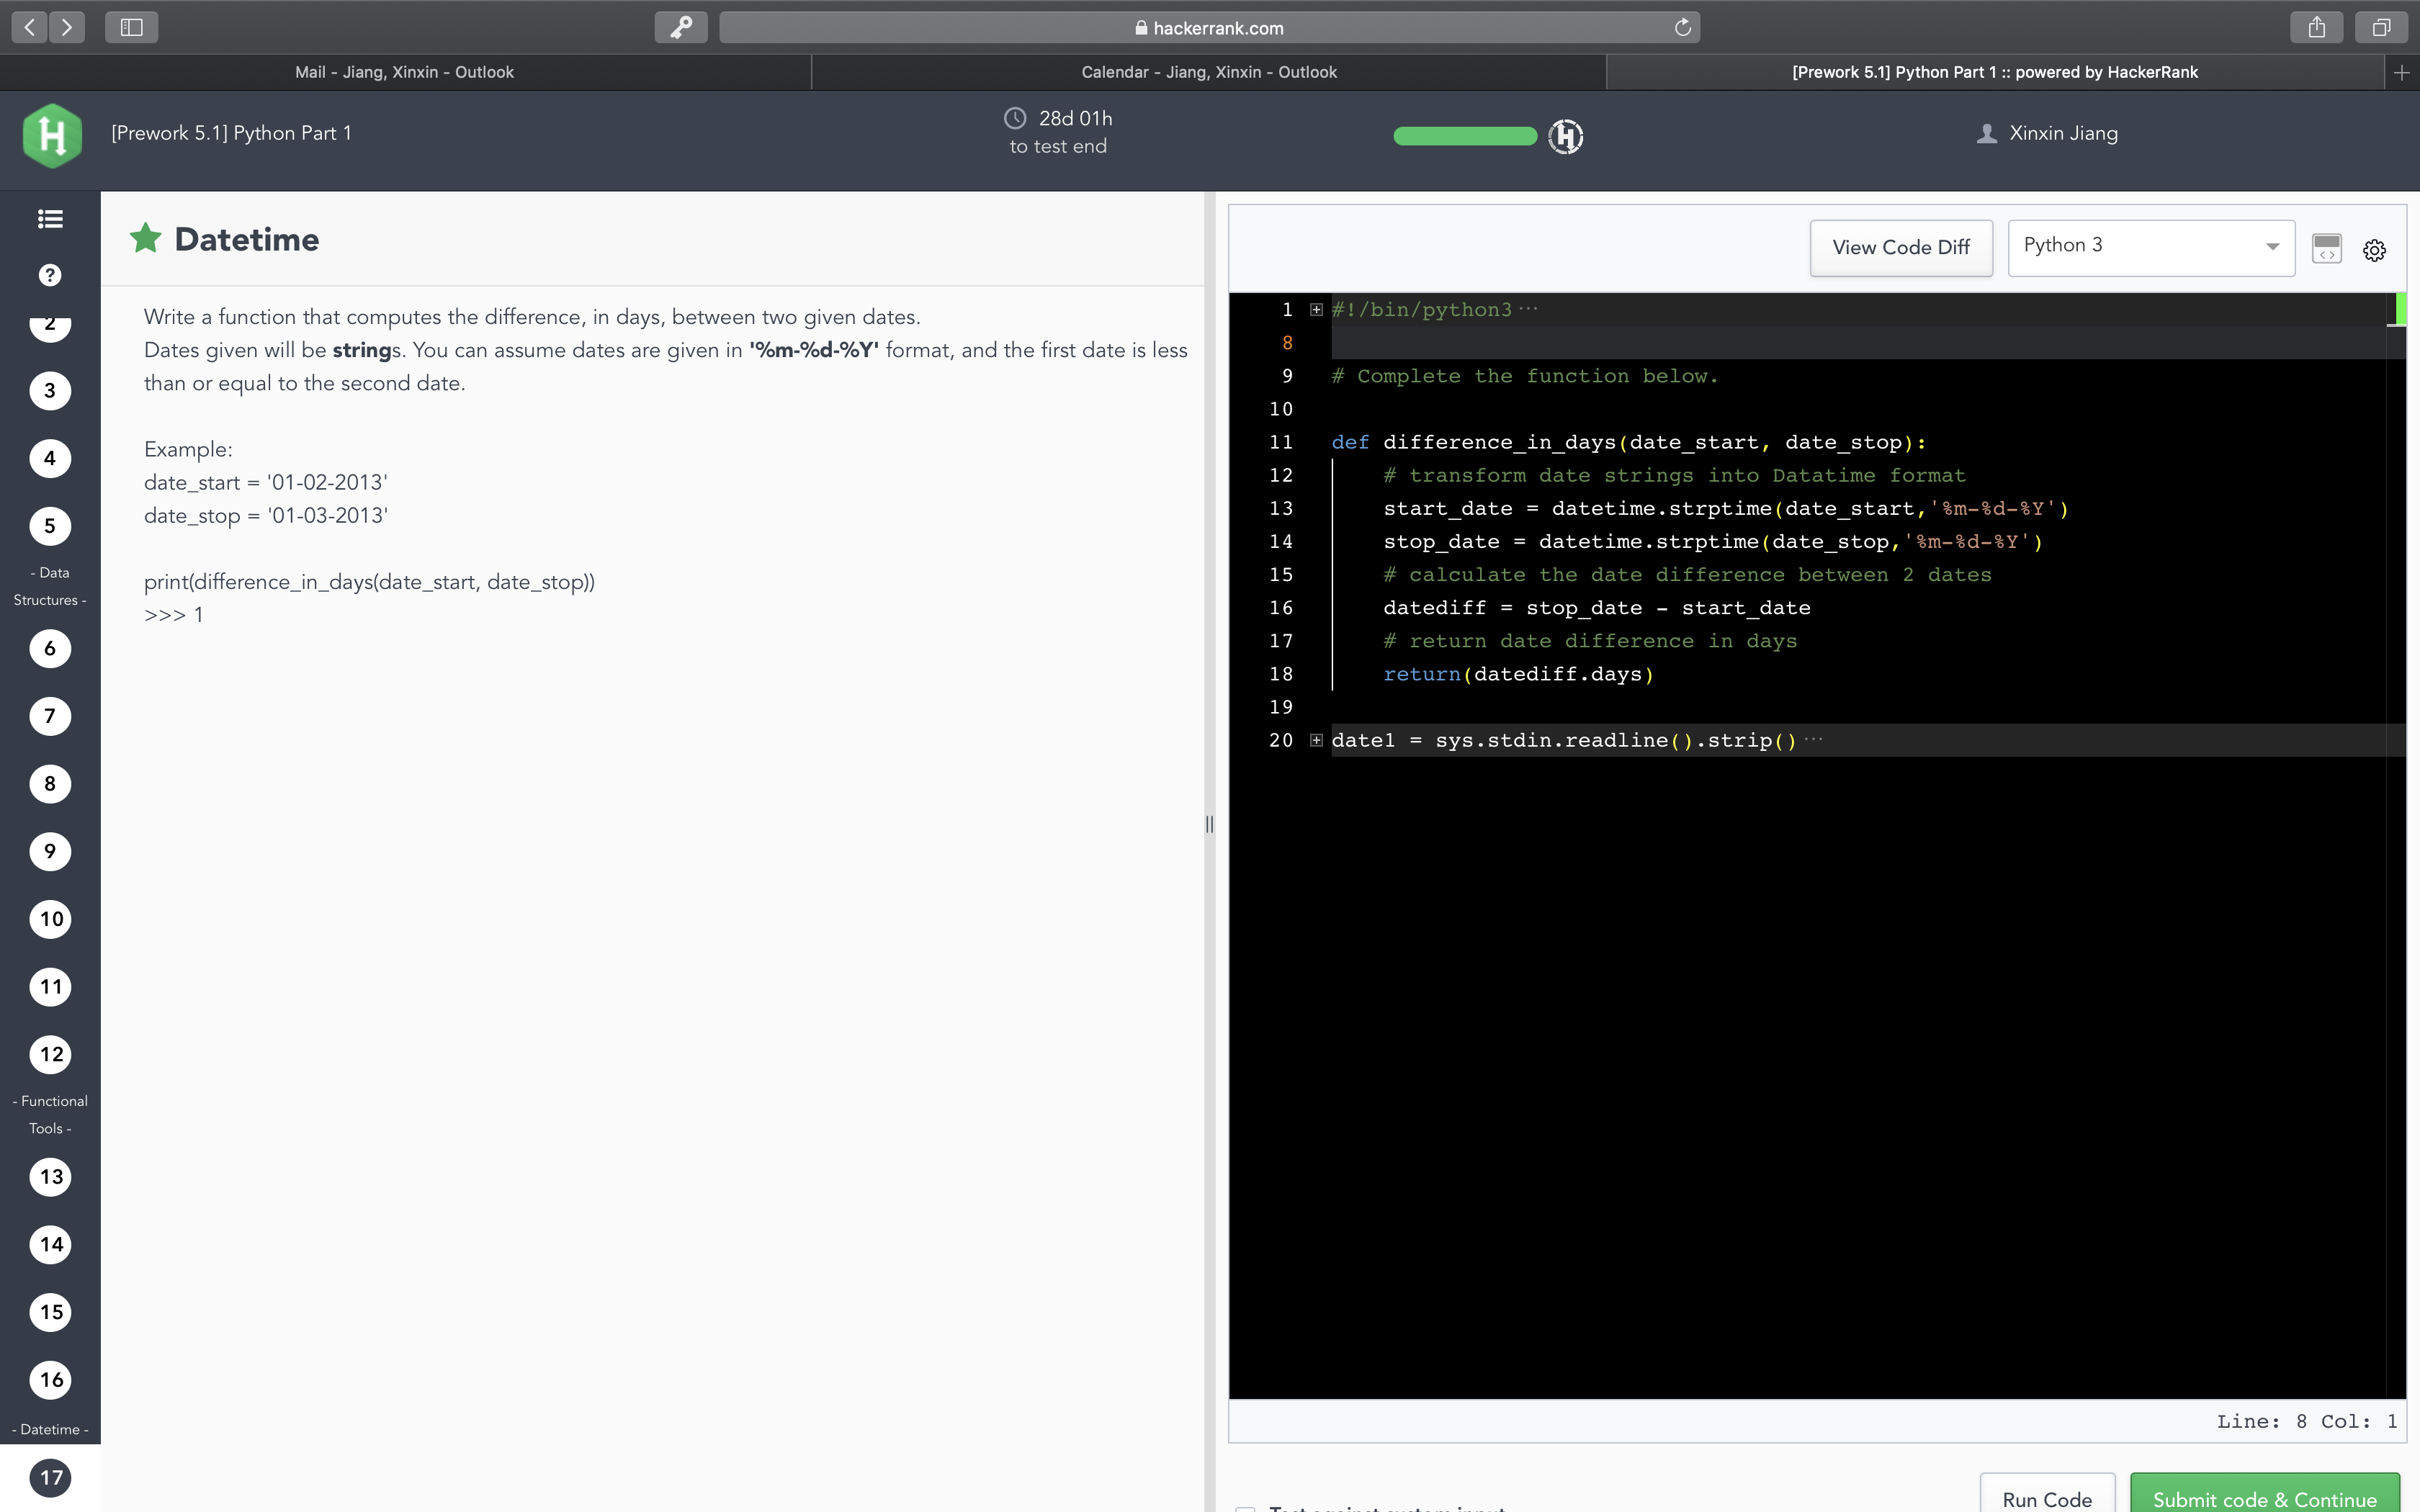 hackerrank.com
Mail - Jiang, Xinxin - Outlook
Calendar - Jiang, Xinxin - Outlook
[Prework 5.1] Python Part 1 :: powered by HackerRank
H
[Prework 5.1] Python Part 1
28d 01h
to test end
H
Xinxin Jiang
?
2
3
4
5
- Data
Structures -
6
7
8
9
10
11
12
- Functional
Tools -
13
14
15
16
- Datetime -
17
Datetime
Write a function that computes the difference, in days, between two given dates.
Dates given will be strings. You can assume dates are given in '%m-%d-%Y' format, and the first date is less
than or equal to the second date.
Example:
date_start = '01-02-2013'
date_stop = '01-03-2013'
print(difference_in_days(date_start, date_stop))
>>> 1
View Code Diff
Python 3
1 #!/bin/python3 ...
8
9 # Complete the function below.
10
11 def difference_in_days(date_start, date_stop):
12 # transform date strings into Datatime format
13 start_date = datetime.strptime(date_start,'%m-%d-%Y')
14 stop_date = datetime.strptime(date_stop,'%m-%d-%Y')
15 # calculate the date difference between 2 dates
16 datediff = stop_date - start_date
17 # return date difference in days
18 return(datediff.days)
19
20 date1 = sys.stdin.readline().strip() ...
Line: 8 Col: 1
Test against custom input
Run Code
Submit code & Continue